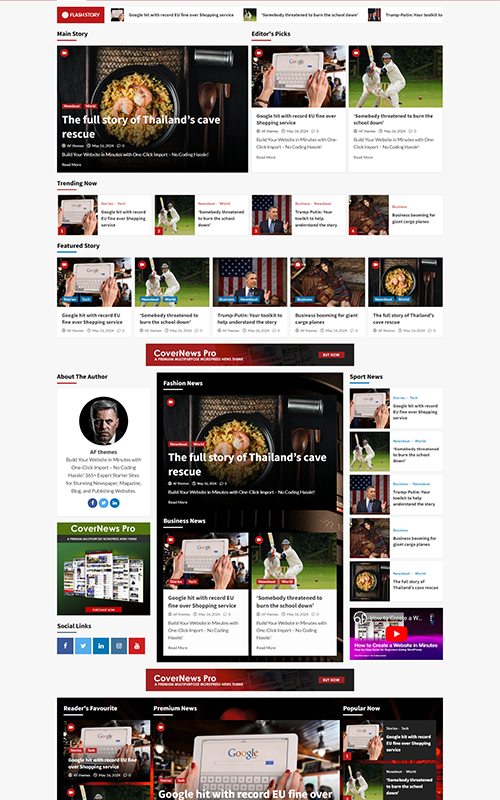 FLASH STORY
Google hit with record EU fine over Shopping service
'Somebody threatened to burn the school down'
Trump-Putin: Your toolkit to
Main Story
Editor's Picks
Newsbeat World
The full story of Thailand's cave
rescue
AF themes May 16, 2024 0
Build Your Website in Minutes with One-Click Import – No Coding Hassle!
Read More
Google
Google hit with record EU fine over
Shopping service
AF themes May 16, 2024 0
Build Your Website in Minutes with
One-Click Import – No Coding Hassle!
Read More
'Somebody threatened to burn the
school down'
AF themes May 16, 2024 0
Build Your Website in Minutes with
One-Click Import – No Coding Hassle!
Read More
Trending Now
1
Stories Tech
Google hit with record
EU fine over Shopping
service
2
Newsbeat World
'Somebody threatened
to burn the school
down'
3
Business Newsbeat
Trump-Putin: Your
toolkit to help
understand the story
4
Business
Business booming for
giant cargo planes
Featured Story
Google
Stories Tech
Google hit with record EU
fine over Shopping service
AF themes May 16, 2024 0
Newsbeat World
'Somebody threatened to
burn the school down'
AF themes May 16, 2024 0
Business Newsbeat
Trump-Putin: Your toolkit to
help understand the story
AF themes May 16, 2024 0
Business
Business booming for
giant cargo planes
AF themes May 16, 2024 0
Newsbeat World
The full story of Thailand's
cave rescue
AF themes May 16, 2024 0
CoverNews Pro
A PREMIUM MULTIPURPOSE WORDPRESS NEWS THEME
BUY NOW
About The Author
AF themes
Build Your Website in Minutes with
One-Click Import – No Coding
Hassle! 365+ Expert Starter Sites
for Stunning Newspaper, Magazine,
Blog, and Publishing Websites.
CoverNews Pro
A PREMIUM MULTIPURPOSE WORDPRESS NEWS THEME
PURCHASE NOW
Social Links
Fashion News
Newsbeat World
The full story of Thailand's cave
rescue
AF themes May 16, 2024 0
Build Your Website in Minutes with One-Click Import – No Coding Hassle!
Read More
Business News
Google
Stories Tech
Google hit with record EU
fine over Shopping service
AF themes May 16, 2024 0
Build Your Website in Minutes with
One-Click Import – No Coding
Hassle!
Read More
Newsbeat World
'Somebody threatened to
burn the school down'
AF themes May 16, 2024 0
Build Your Website in Minutes with
One-Click Import – No Coding
Hassle!
Read More
Sport News
Stories Tech
Google hit with record
EU fine over Shopping
service
Newsbeat World
'Somebody threatened
to burn the school
down'
Business Newsbeat
Trump-Putin: Your
toolkit to help
understand the story
Business
Business booming for
giant cargo planes
Newsbeat World
The full story of
Thailand's cave rescue
How to Create a W...
How to Create a Website in Minutes
CoverNews Pro
A PREMIUM MULTIPURPOSE WORDPRESS NEWS THEME
BUY NOW
Reader's Favourite
Stories Tech
Google hit with record EU
fine over Shopping service
AF themes May 16, 2024 0
Premium News
Google
Stories Tech
Google hit with record EU fine over
Popular Now
1
Stories Tech
Google hit with record
EU fine over Shopping
service
Newsbeat World
'Somebody threatened
to burn the school
down'